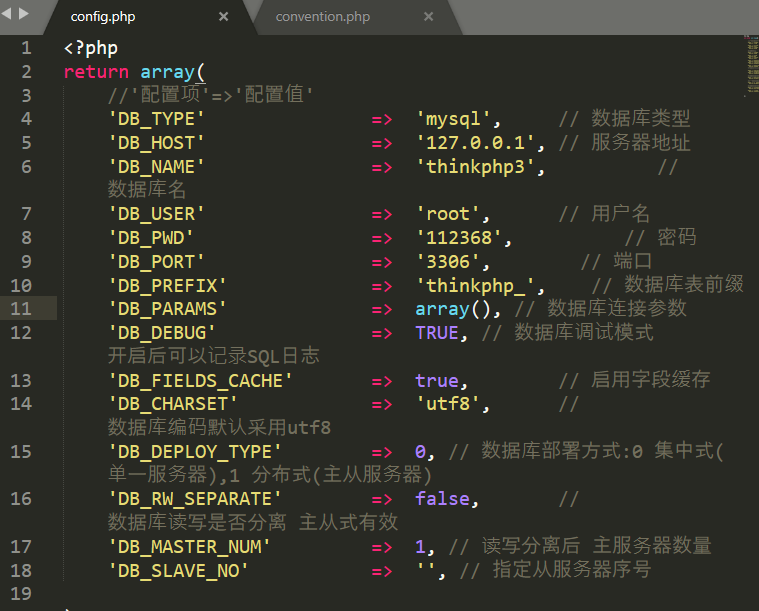 config.php × convention.php ×
1 <?php
2 return array(
3 //'配置项'=>'配置值'
4 'DB_TYPE' => 'mysql', // 数据库类型
5 'DB_HOST' => '127.0.0.1', // 服务器地址
6 'DB_NAME' => 'thinkphp3', //
数据库名
7 'DB_USER' => 'root', // 用户名
8 'DB_PWD' => '112368', // 密码
9 'DB_PORT' => '3306', // 端口
10 'DB_PREFIX' => 'thinkphp_', // 数据库表前缀
11 'DB_PARAMS' => array(), // 数据库连接参数
12 'DB_DEBUG' => TRUE, // 数据库调试模式
开启后可以记录SQL日志
13 'DB_FIELDS_CACHE' => true, // 启用字段缓存
14 'DB_CHARSET' => 'utf8', //
数据库编码默认采用utf8
15 'DB_DEPLOY_TYPE' => 0, // 数据库部署方式:0 集中式(
单一服务器),1 分布式(主从服务器)
16 'DB_RW_SEPARATE' => false, //
数据库读写是否分离 主从式有效
17 'DB_MASTER_NUM' => 1, // 读写分离后 主服务器数量
18 'DB_SLAVE_NO' => '', // 指定从服务器序号
19